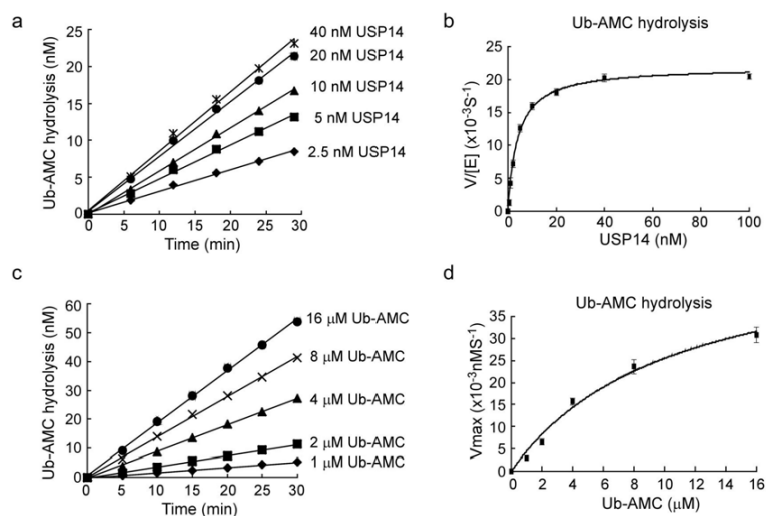 a
Ub-AMC hydrolysis (nM)
25
20
15
10
5
0
0 5 10 15 20 25 30
Time (min)
40 nM USP14
20 nM USP14
10 nM USP14
5 nM USP14
2.5 nM USP14
b
Ub-AMC hydrolysis
V/[E] (x10-3S-1)
30
25
20
15
10
5
0
0 20 40 60 80 100
USP14 (nM)
c
Ub-AMC hydrolysis (nM)
60
50
40
30
20
10
0
0 5 10 15 20 25 30
Time (min)
16 μM Ub-AMC
8 μM Ub-AMC
4 μM Ub-AMC
2 μM Ub-AMC
1 μM Ub-AMC
d
Ub-AMC hydrolysis
Vmax (x10-3nMS-1)
40
35
30
25
20
15
10
5
0
0 2 4 6 8 10 12 14 16
Ub-AMC (μM)